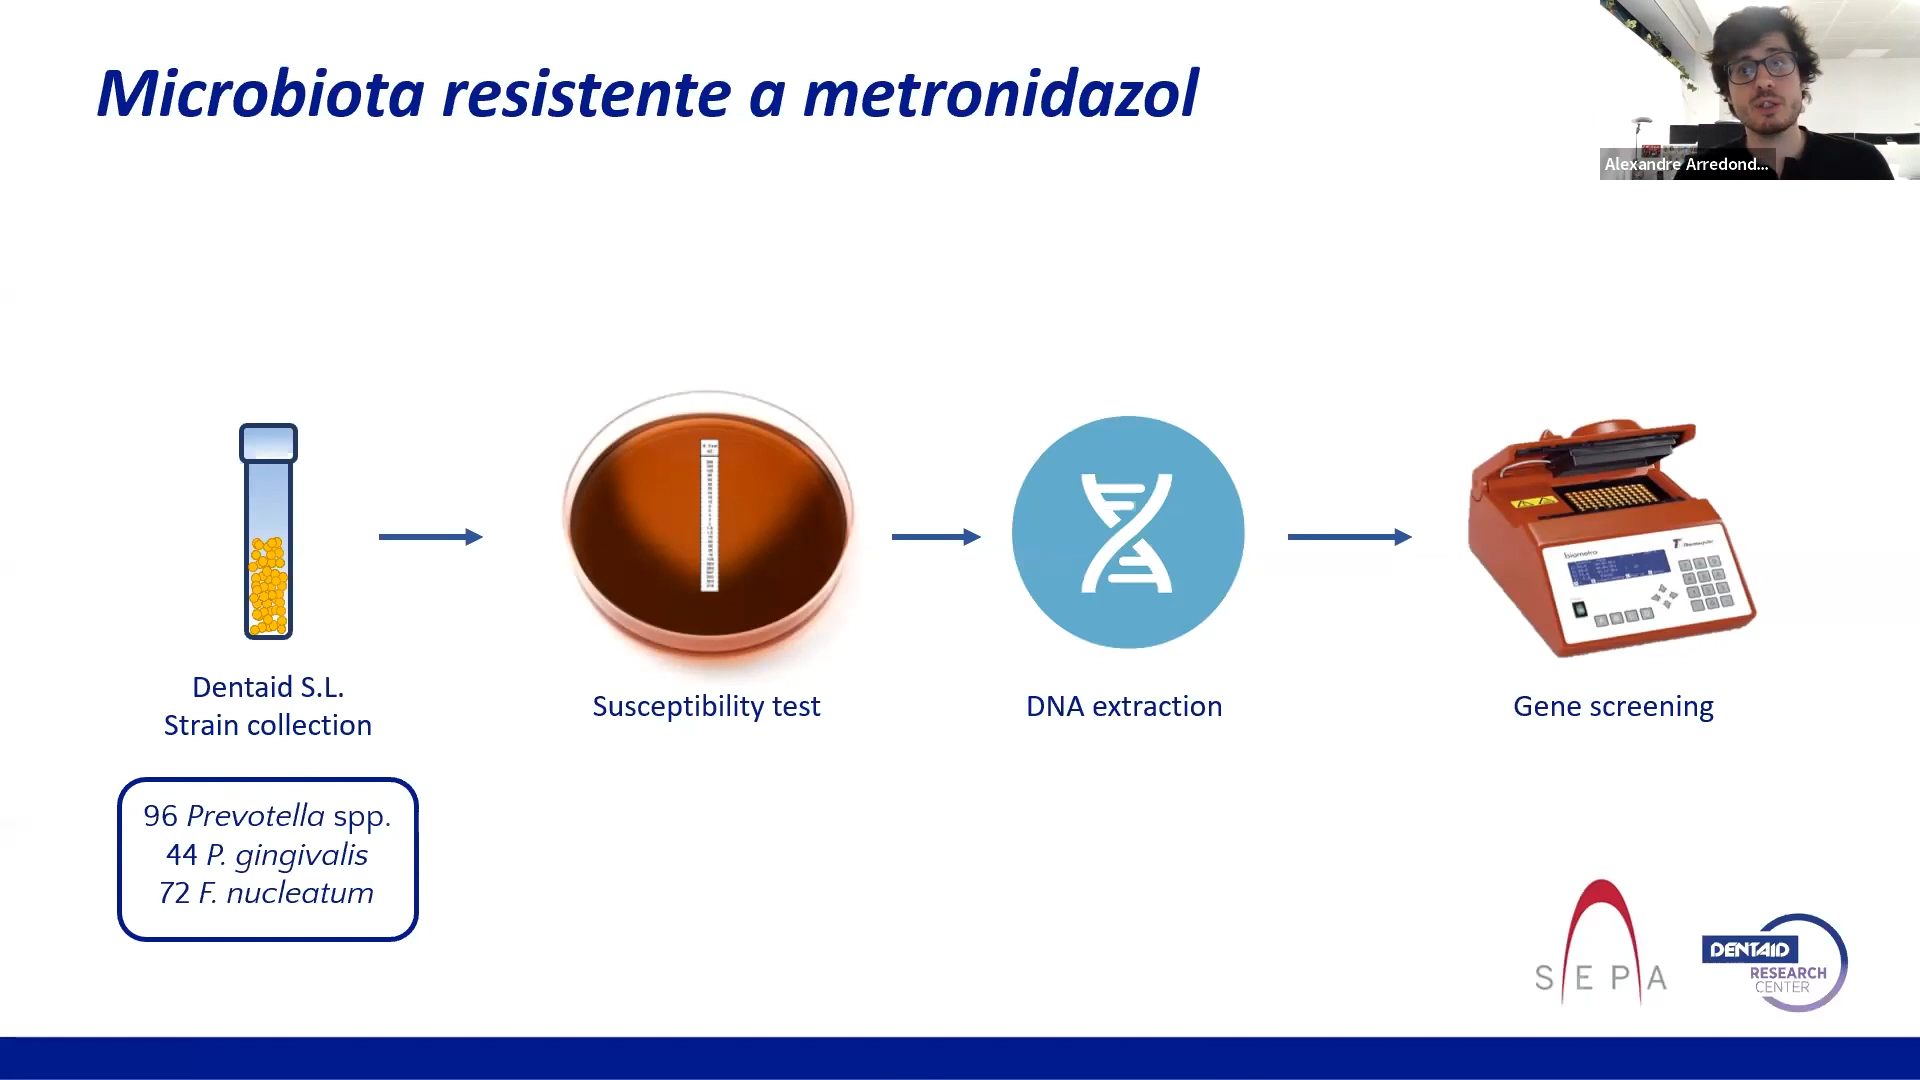 Microbiota resistente a metronidazol
Alexandre Arredond...
Dentaid S.L.
Strain collection
Susceptibility test
DNA extraction
Gene screening
96 Prevotella spp.
44 P. gingivalis
72 F. nucleatum
biometra
SEPA
DENTAID
RESEARCH
CENTER